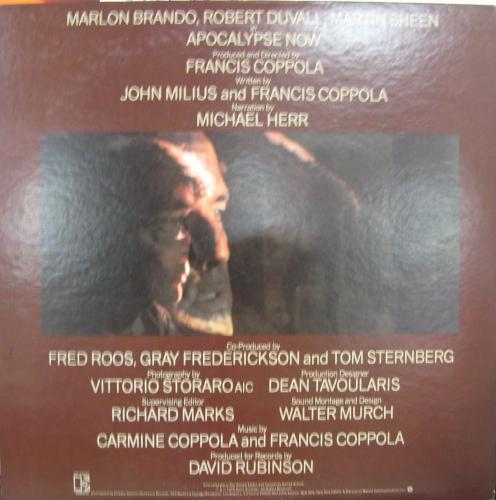 MARLON BRANDO, ROBERT DUVALL, MARTIN SHEEN
in
APOCALYPSE NOW
Produced and Directed by
FRANCIS COPPOLA
Written by
JOHN MILIUS and FRANCIS COPPOLA
Narration by
MICHAEL HERR
Co-Produced by
FRED ROOS, GRAY FREDERICKSON and TOM STERNBERG
Photography by Production Designer
VITTORIO STORARO AIC DEAN TAVOULARIS
Supervising Editor Sound Montage and Design
RICHARD MARKS WALTER MURCH
Music by
CARMINE COPPOLA and FRANCIS COPPOLA
Produced for Records by
DAVID RUBINSON